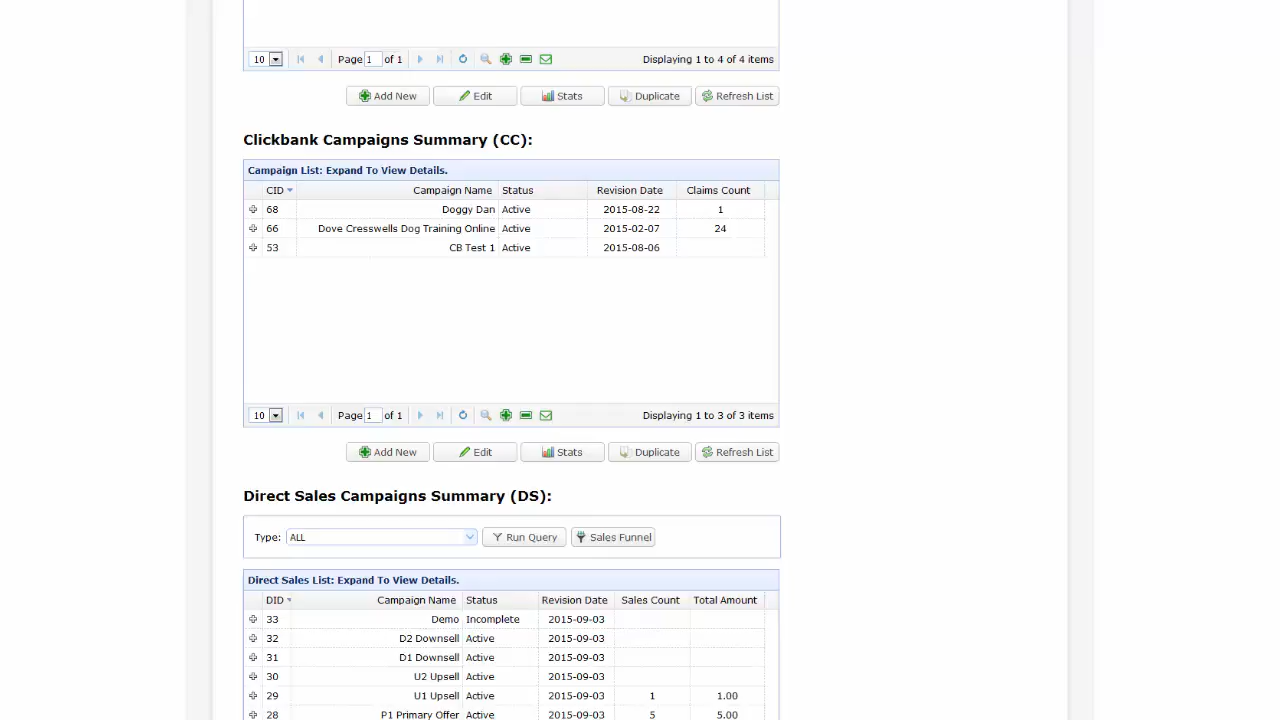 10 Page 1 of 1 Displaying 1 to 4 of 4 items
Add New Edit Stats Duplicate Refresh List
Clickbank Campaigns Summary (CC):
Campaign List: Expand To View Details.
CID Campaign Name Status Revision Date Claims Count
68 Doggy Dan Active 2015-08-22 1
66 Dove Cresswells Dog Training Online Active 2015-02-07 24
53 CB Test 1 Active 2015-08-06
10 Page 1 of 1 Displaying 1 to 3 of 3 items
Add New Edit Stats Duplicate Refresh List
Direct Sales Campaigns Summary (DS):
Type: ALL Run Query Sales Funnel
Direct Sales List: Expand To View Details.
DID Campaign Name Status Revision Date Sales Count Total Amount
33 Demo Incomplete 2015-09-03
32 D2 Downsell Active 2015-09-03
31 D1 Downsell Active 2015-09-03
30 U2 Upsell Active 2015-09-03
29 U1 Upsell Active 2015-09-03 1 1.00
28 P1 Primary Offer Active 2015-09-03 5 5.00